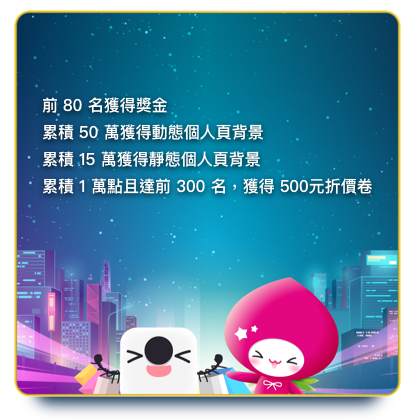 前 80 名獲得獎金
累積 50 萬獲得動態個人頁背景
累積 15 萬獲得靜態個人頁背景
累積 1 萬點且達前 300 名，獲得 500元折價卷